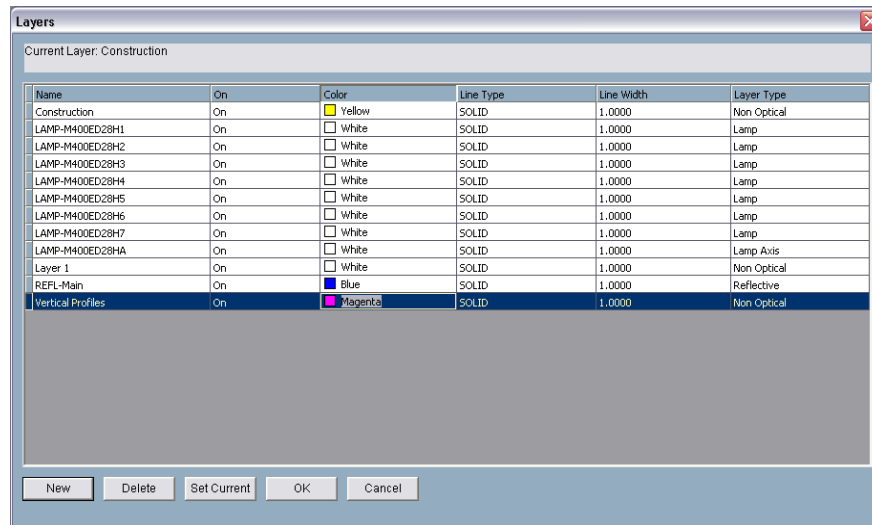 Layers
Current Layer: Construction
Name On Color Line Type Line Width Layer Type
Construction On Yellow SOLID 1.0000 Non Optical
LAMP-M400ED28H1 On White SOLID 1.0000 Lamp
LAMP-M400ED28H2 On White SOLID 1.0000 Lamp
LAMP-M400ED28H3 On White SOLID 1.0000 Lamp
LAMP-M400ED28H4 On White SOLID 1.0000 Lamp
LAMP-M400ED28H5 On White SOLID 1.0000 Lamp
LAMP-M400ED28H6 On White SOLID 1.0000 Lamp
LAMP-M400ED28H7 On White SOLID 1.0000 Lamp
LAMP-M400ED28HA On White SOLID 1.0000 Lamp Axis
Layer 1 On White SOLID 1.0000 Non Optical
REFL-Main On Blue SOLID 1.0000 Reflective
Vertical Profiles On Magenta SOLID 1.0000 Non Optical
New Delete Set Current OK Cancel